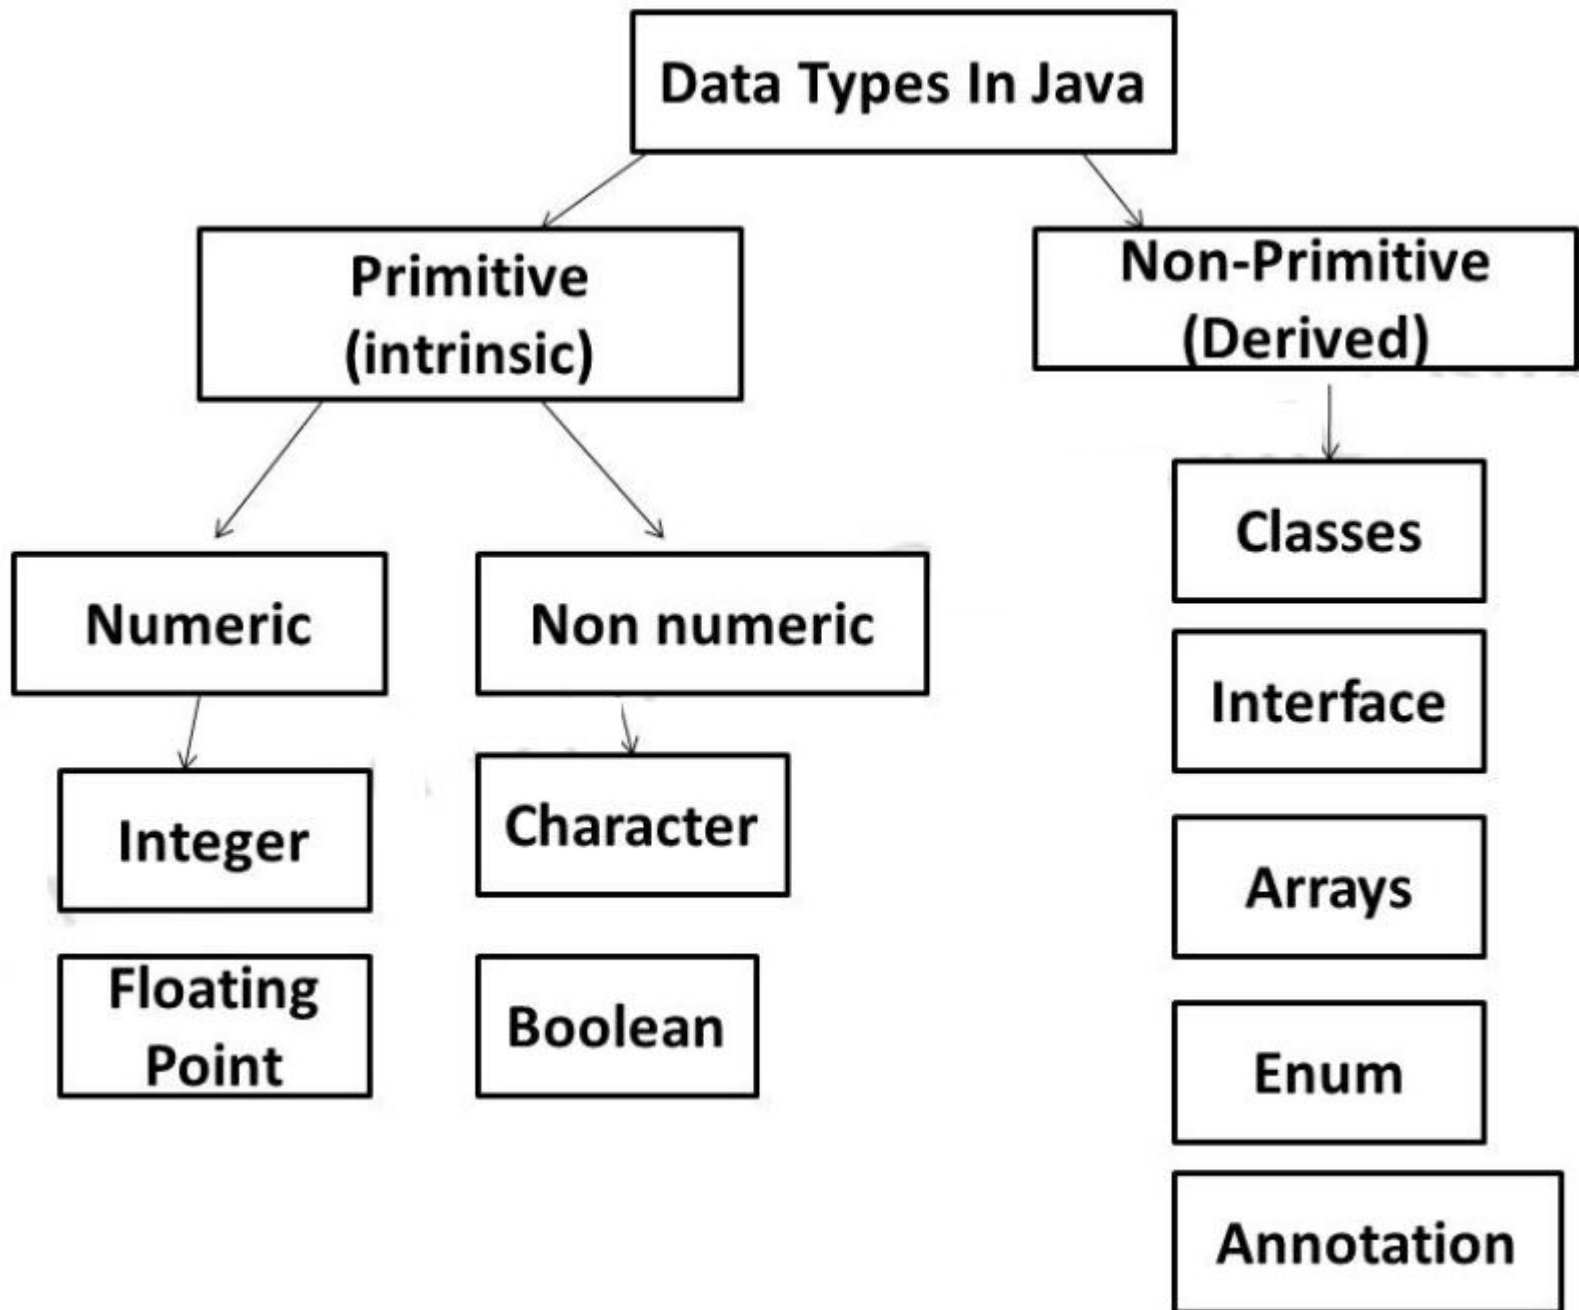 Data Types In Java
Primitive
(intrinsic)
Non-Primitive
(Derived)
Numeric
Non numeric
Integer
Floating
Point
Character
Boolean
Classes
Interface
Arrays
Enum
Annotation